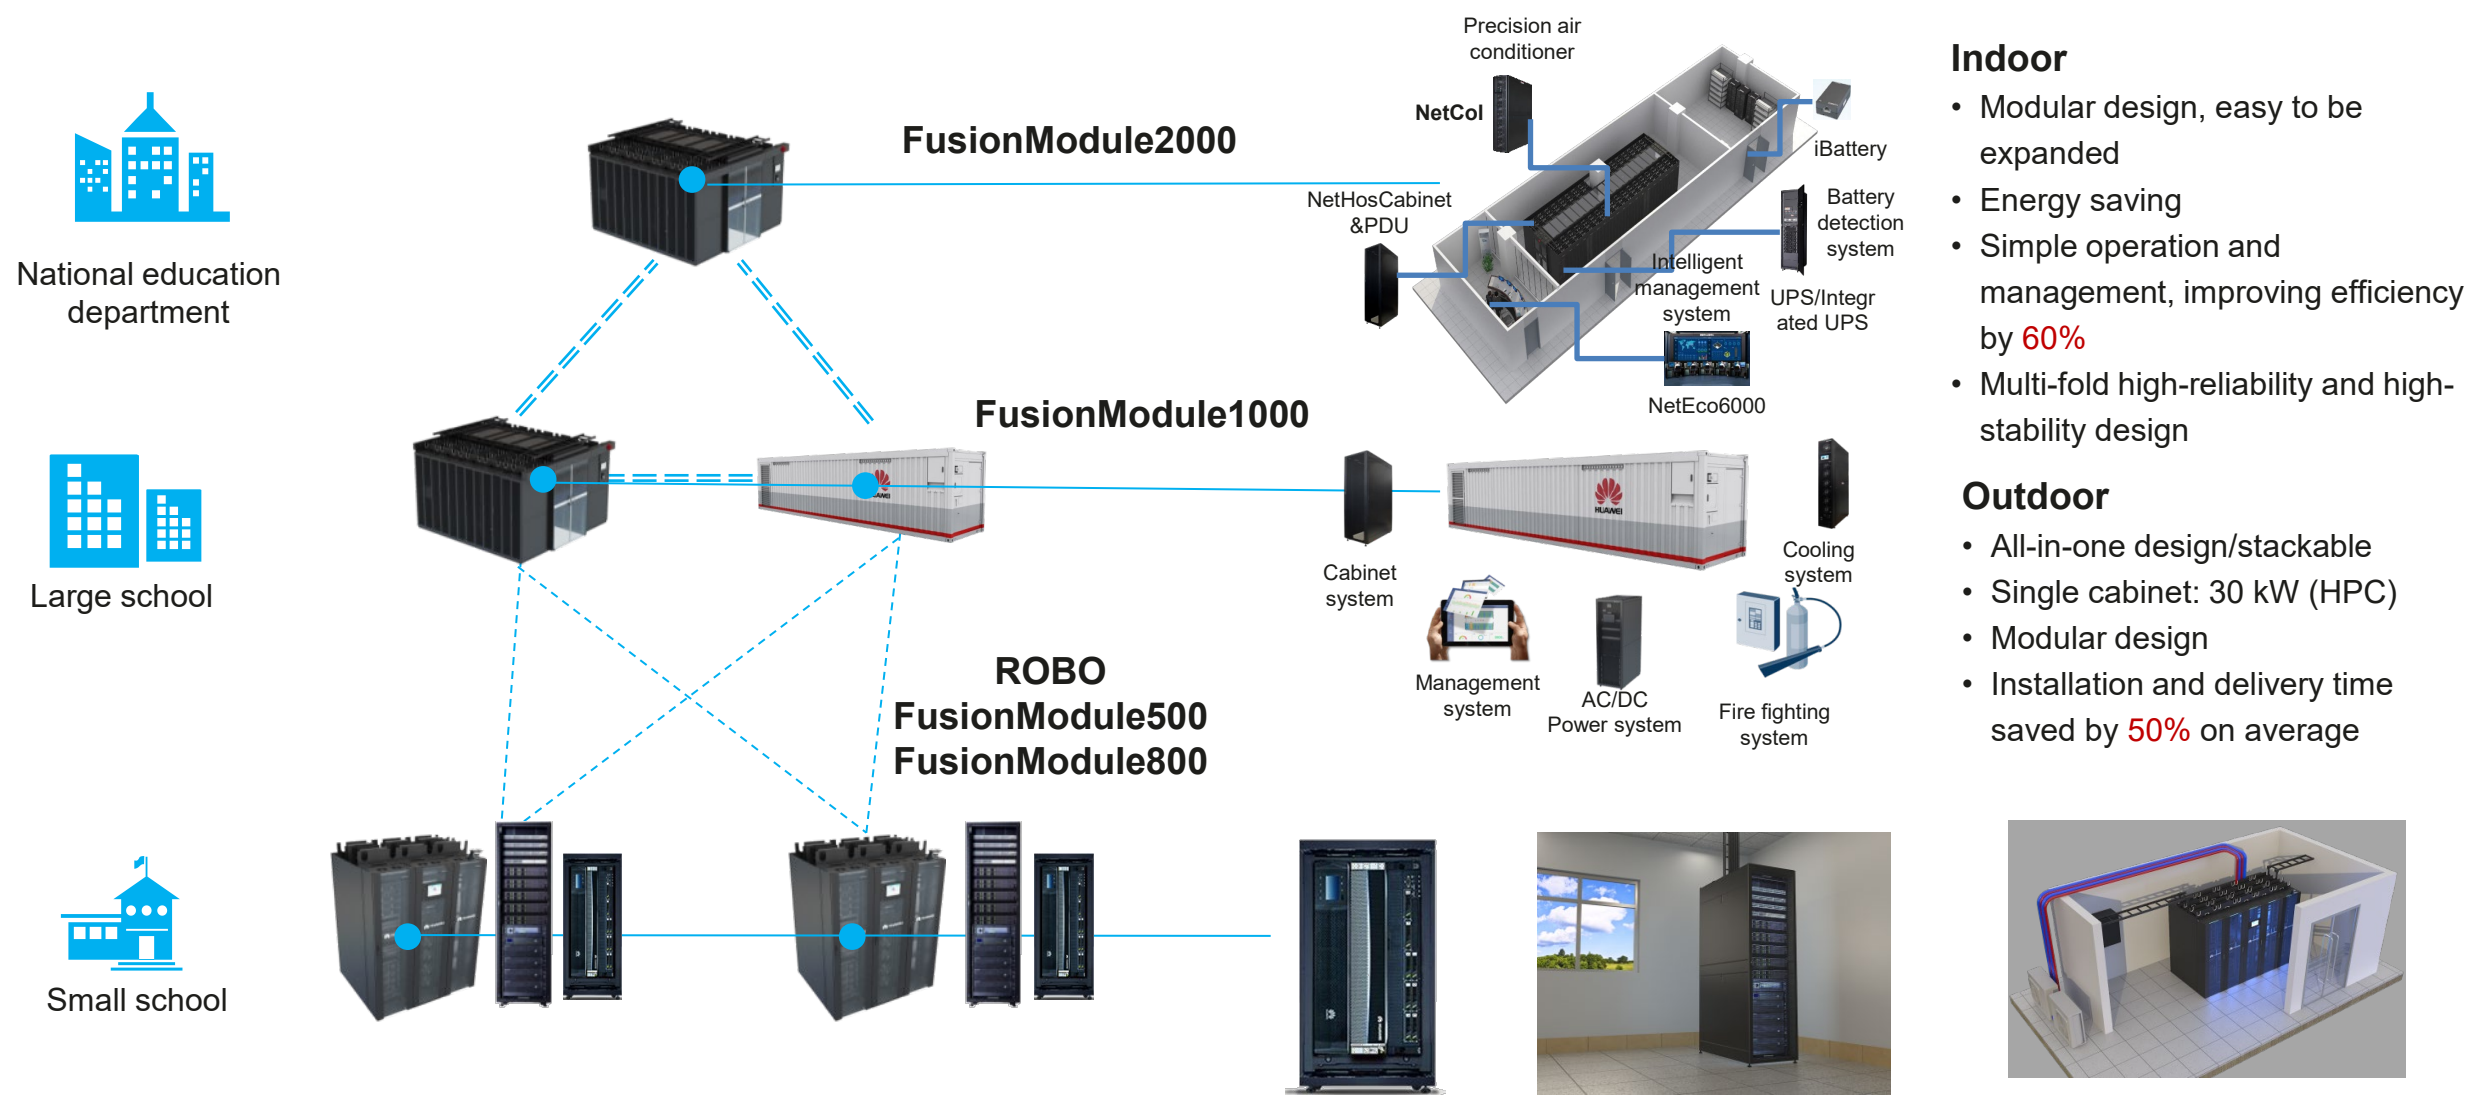 National education
department
Large school
Small school
FusionModule2000
FusionModule1000
ROBO
FusionModule500
FusionModule800
Precision air
conditioner
NetCol
NetHosCabinet
&PDU
iBattery
Battery
detection
system
Intelligent
management
system
UPS/Integr
ated UPS
NetEco6000
HUAWEI
Cabinet
system
HUAWEI
Cooling
system
Management
system
AC/DC
Power system
Fire fighting
system
Indoor
• Modular design, easy to be
expanded
• Energy saving
• Simple operation and
management, improving efficiency
by 60%
• Multi-fold high-reliability and high-
stability design
Outdoor
• All-in-one design/stackable
• Single cabinet: 30 kW (HPC)
• Modular design
• Installation and delivery time
saved by 50% on average